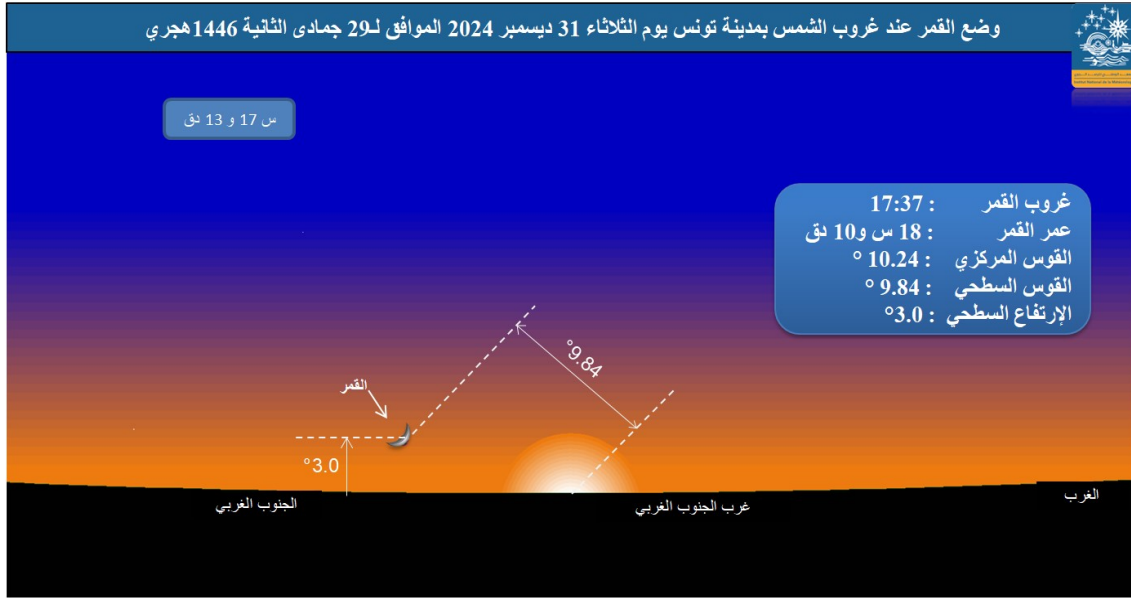 وضع القمر عند غروب الشمس بمدينة تونس يوم الثلاثاء 31 ديسمبر 2024 الموافق لـ29 جمادى الثانية 1446هجري
س 17 و 13 دق
غروب القمر : 17:37
عمر القمر : 18 س و10 دق
القوس المركزي : 10.24 °
القوس السطحي : 9.84 °
الإرتفاع السطحي : 3.0°
°9.84
القمر
°3.0
الغرب
غرب الجنوب الغربي
الجنوب الغربي